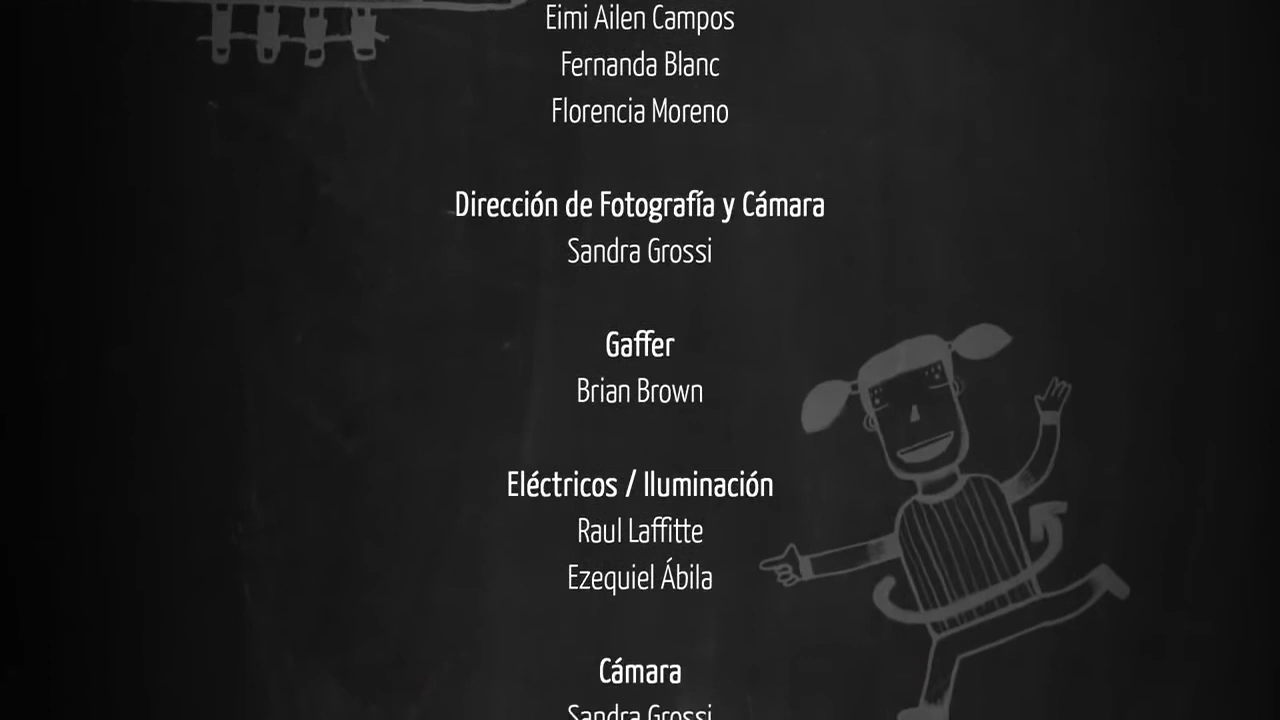 Eimi Ailen Campos
Fernanda Blanc
Florencia Moreno
Dirección de Fotografía y Cámara
Sandra Grossi
Gaffer
Brian Brown
Eléctricos / Iluminación
Raul Laffitte
Ezequiel Ábila
Cámara
Sandra Grossi